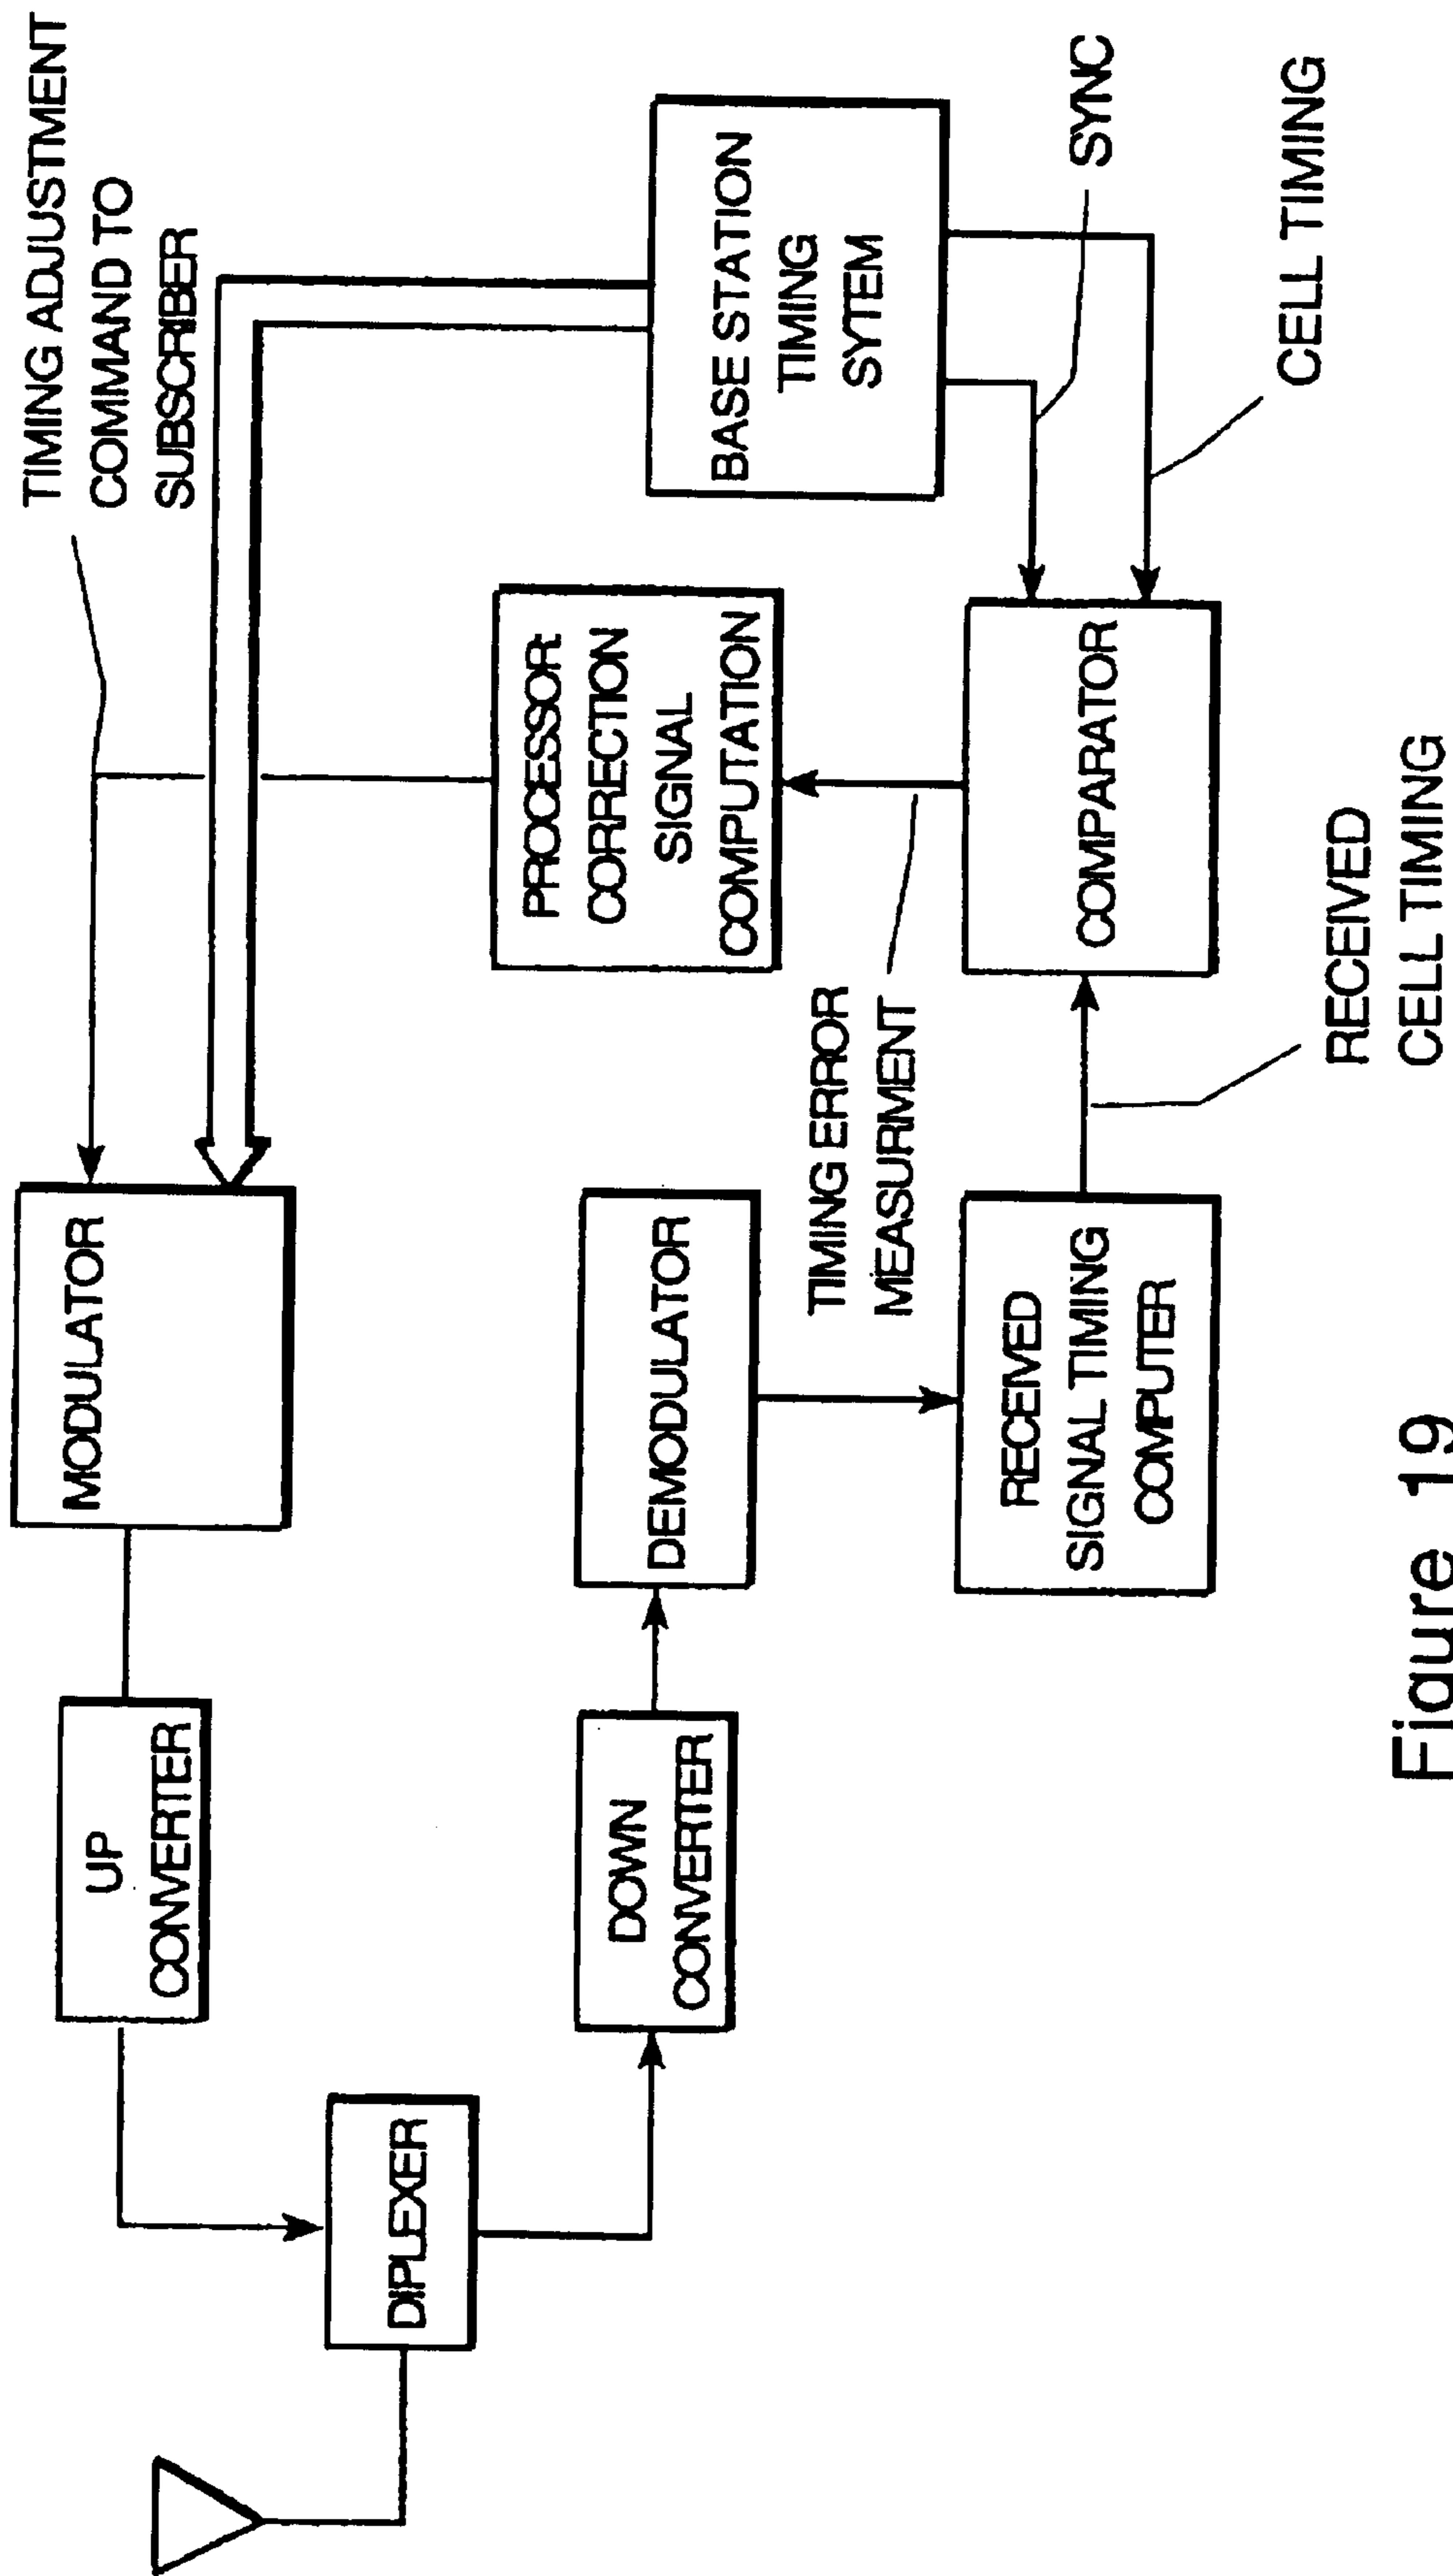 TIMING ADJUSTMENT
COMMAND TO
SUBSCRIBER
MODULATOR
UP
CONVERTER
DIPLEXER
DOWN
CONVERTER
DEMODULATOR
PROCESSOR
CORRECTION
SIGNAL
COMPUTATION
BASE STATION
TIMING
SYTEM
TIMING ERROR
MEASURMENT
RECEIVED
SIGNAL TIMING
COMPUTER
COMPARATOR
SYNC
CELL TIMING
RECEIVED
CELL TIMING
Figure 19